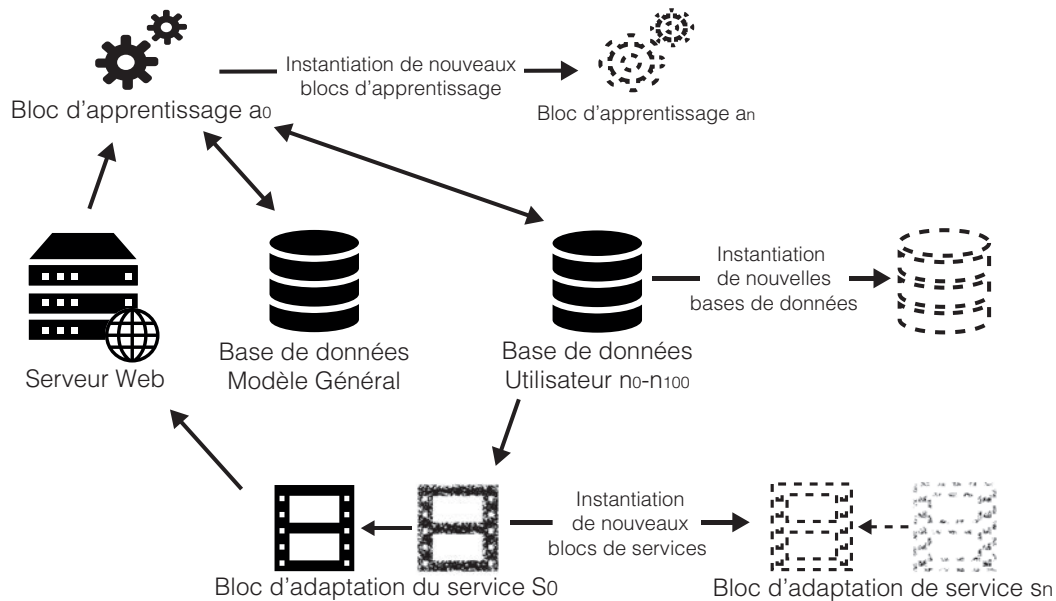 Instantiation de nouveaux
blocs d'apprentissage
Bloc d'apprentissage a0
Bloc d'apprentissage an
Instantiation
de nouvelles
bases de données
Serveur Web
Base de données
Modèle Général
Base de données
Utilisateur n0-n100
Instantiation
de nouveaux
blocs de services
Bloc d'adaptation du service S0
Bloc d'adaptation de service sn